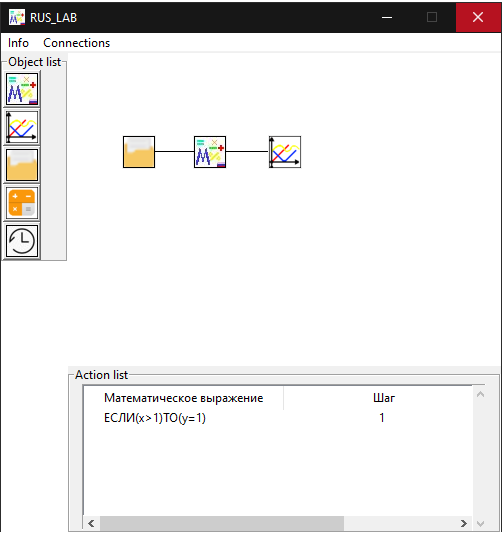 RUS_LAB
Info Connections
Object list
Action list
Математическое выражение Шаг
ЕСЛИ(x>1)ТО(y=1) 1